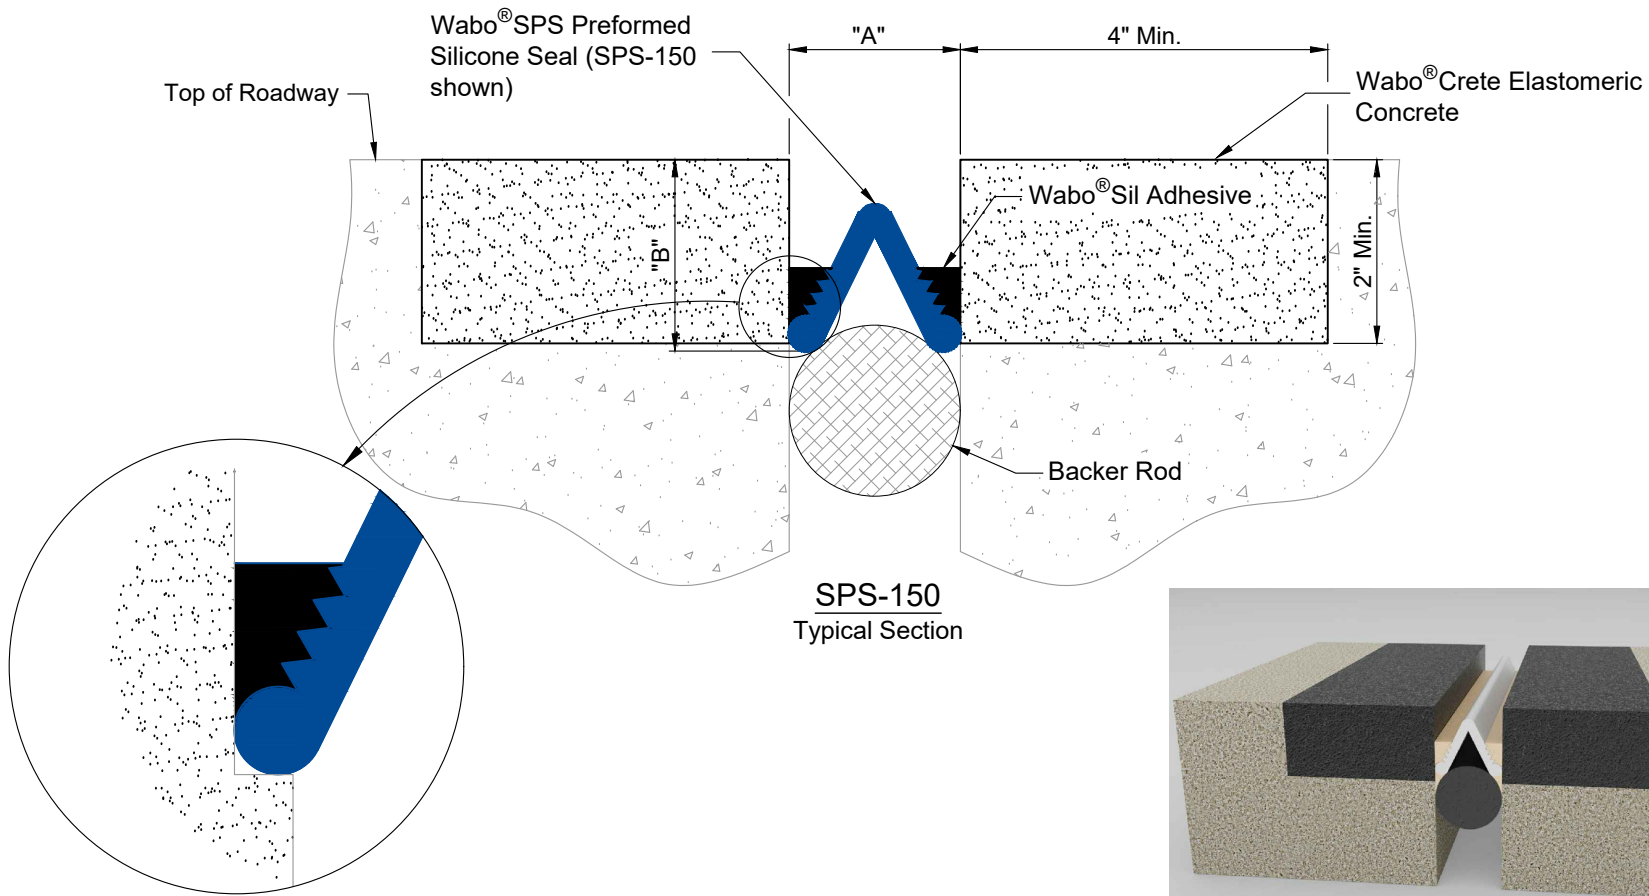 Wabo®SPS Preformed
Silicone Seal (SPS-150
shown)
"A"
4" Min.
Top of Roadway
Wabo®Crete Elastomeric
Concrete
Wabo®Sil Adhesive
"B"
2" Min.
Backer Rod
SPS-150
Typical Section